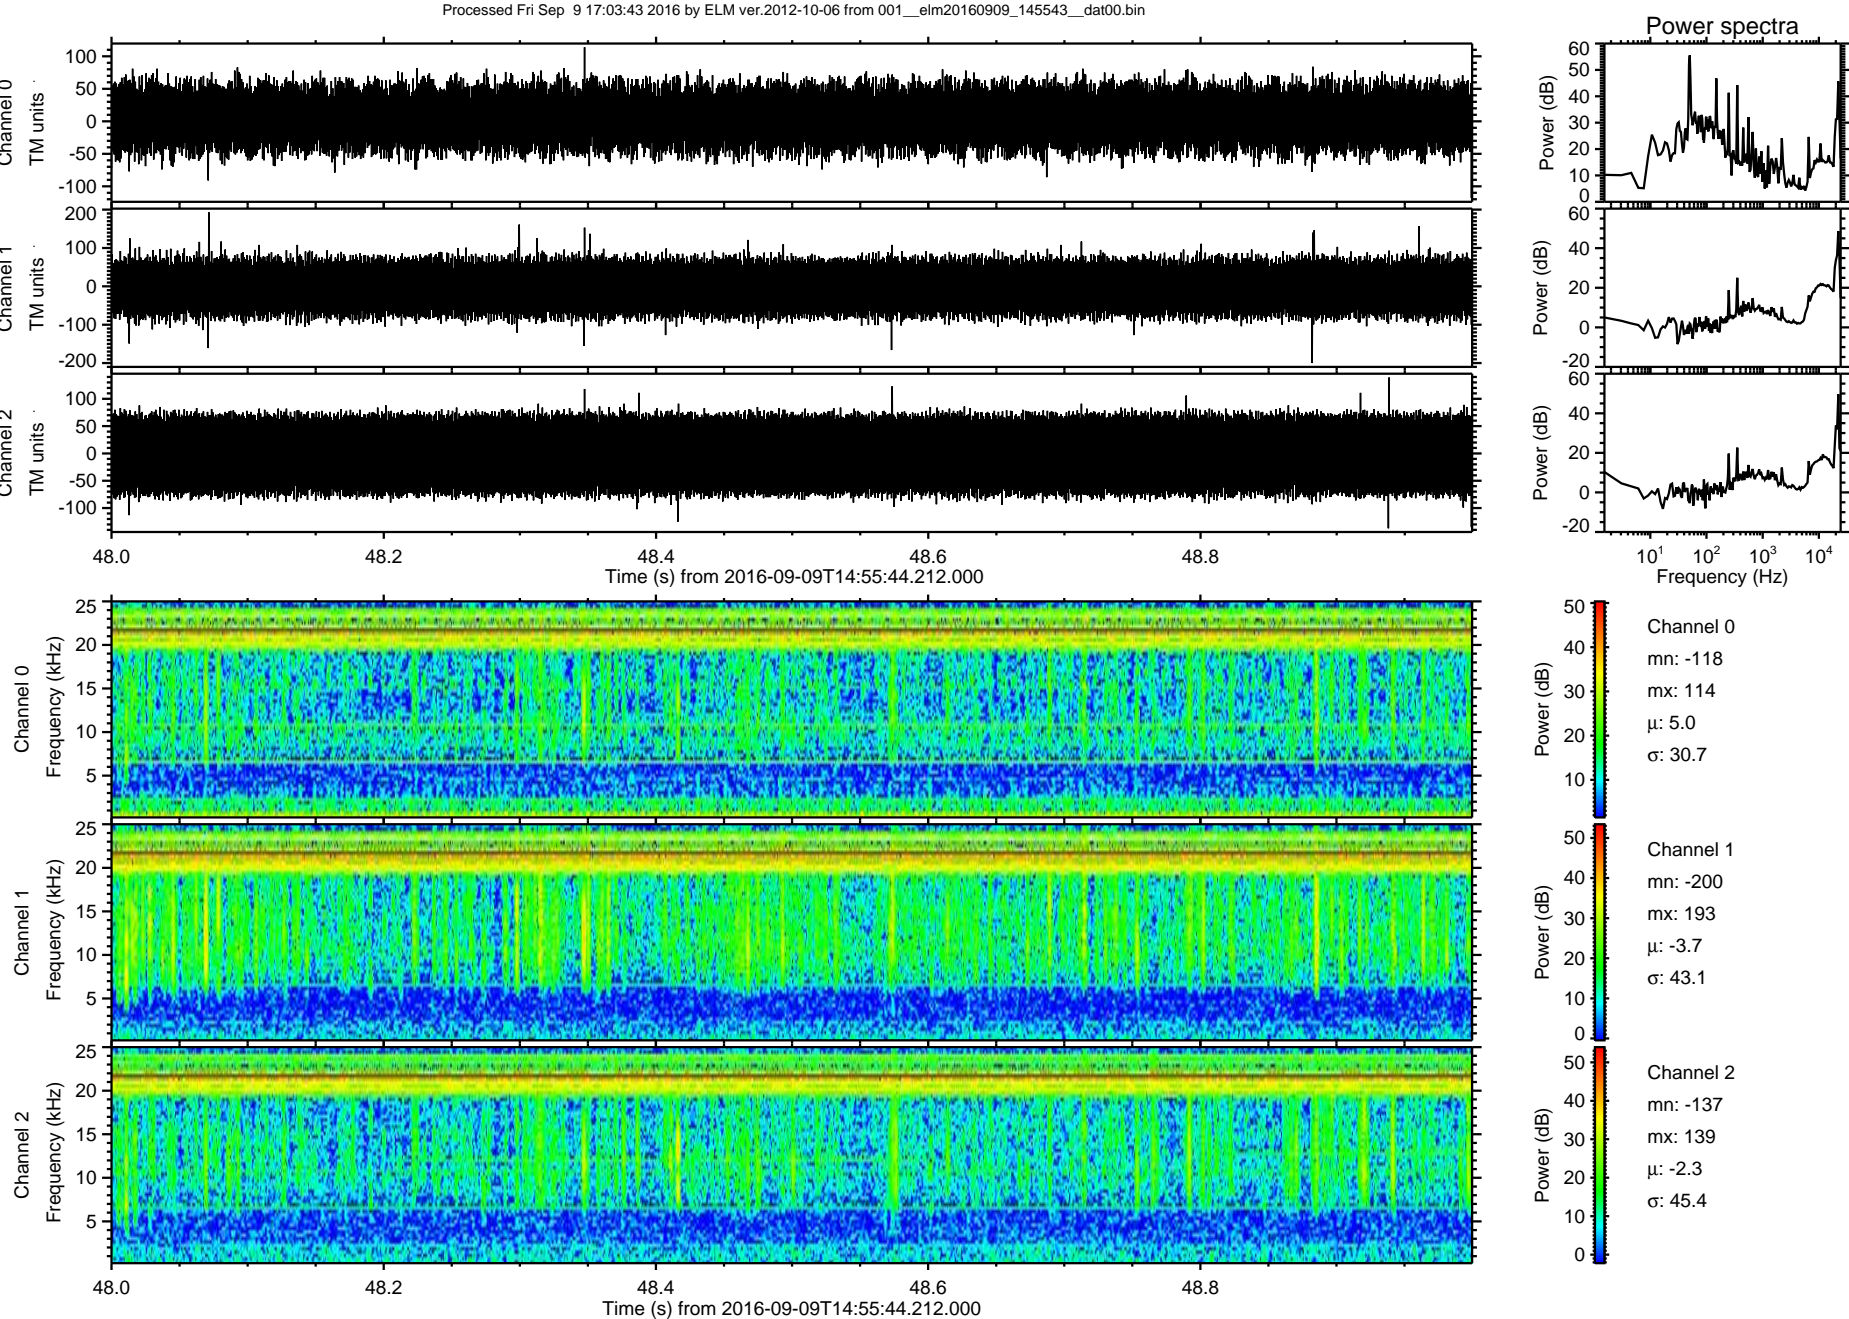 Processed Fri Sep  9 17:03:43 2016 by ELM ver.2012-10-06 from 001__elm20160909_145543__dat00.bin
Power spectra
Channel 0
TM units
100
50
0
-50
-100
Power (dB)
60
50
40
30
20
10
0
Channel 1
TM units
200
100
0
-100
-200
Power (dB)
60
40
20
0
-20
Channel 2
TM units
100
50
0
-50
-100
Power (dB)
60
40
20
0
-20
48.0 48.2 48.4 48.6 48.8
Time (s) from 2016-09-09T14:55:44.212.000
10¹ 10² 10³ 10⁴
Frequency (Hz)
Channel 0
Frequency (kHz)
25
20
15
10
5
Power (dB)
50
40
30
20
10
Channel 0
mn: -118
mx: 114
μ: 5.0
σ: 30.7
Channel 1
Frequency (kHz)
25
20
15
10
5
Power (dB)
50
40
30
20
10
0
Channel 1
mn: -200
mx: 193
μ: -3.7
σ: 43.1
Channel 2
Frequency (kHz)
25
20
15
10
5
Power (dB)
50
40
30
20
10
0
Channel 2
mn: -137
mx: 139
μ: -2.3
σ: 45.4
48.0 48.2 48.4 48.6 48.8
Time (s) from 2016-09-09T14:55:44.212.000